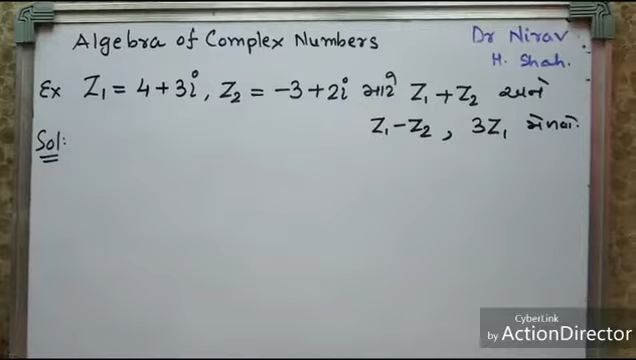 Algebra of Complex Numbers
Dr Nirav
H. Shah.
Ex Z₁ = 4 + 3i, Z₂ = -3 + 2i માટે Z₁ + Z₂ અને
Z₁ - Z₂ , 3Z₁ મેળવો.
Sol:
CyberLink
by ActionDirector